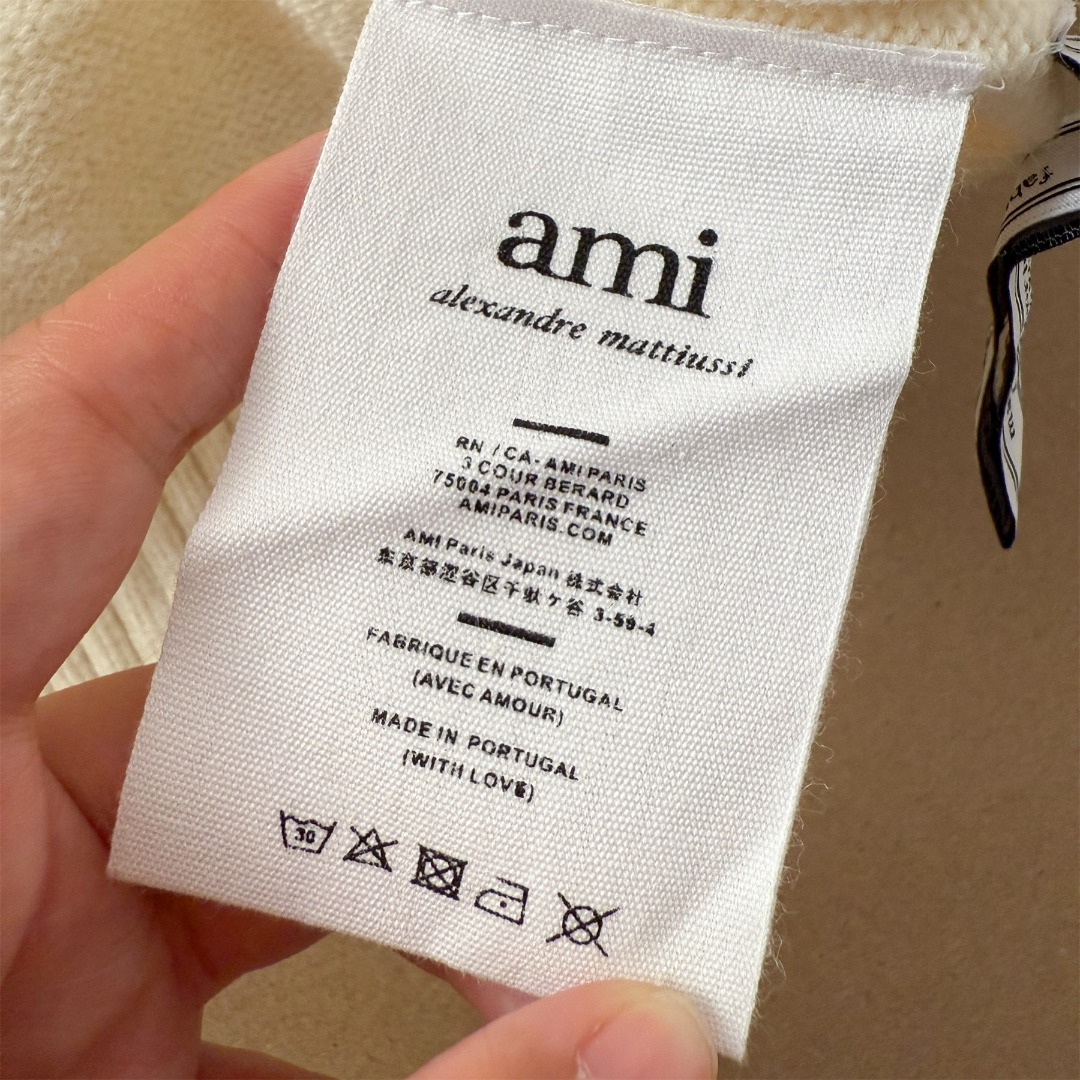 ami
alexandre mattiussi
RN / CA - AMI PARIS
3 COUR BERARD
75004 PARIS FRANCE
AMIPARIS.COM
AMI Paris Japan 株式会社
東京都渋谷区千駄ヶ谷 3-59-4
FABRIQUE EN PORTUGAL
(AVEC AMOUR)
MADE IN PORTUGAL
(WITH LOVE)
30